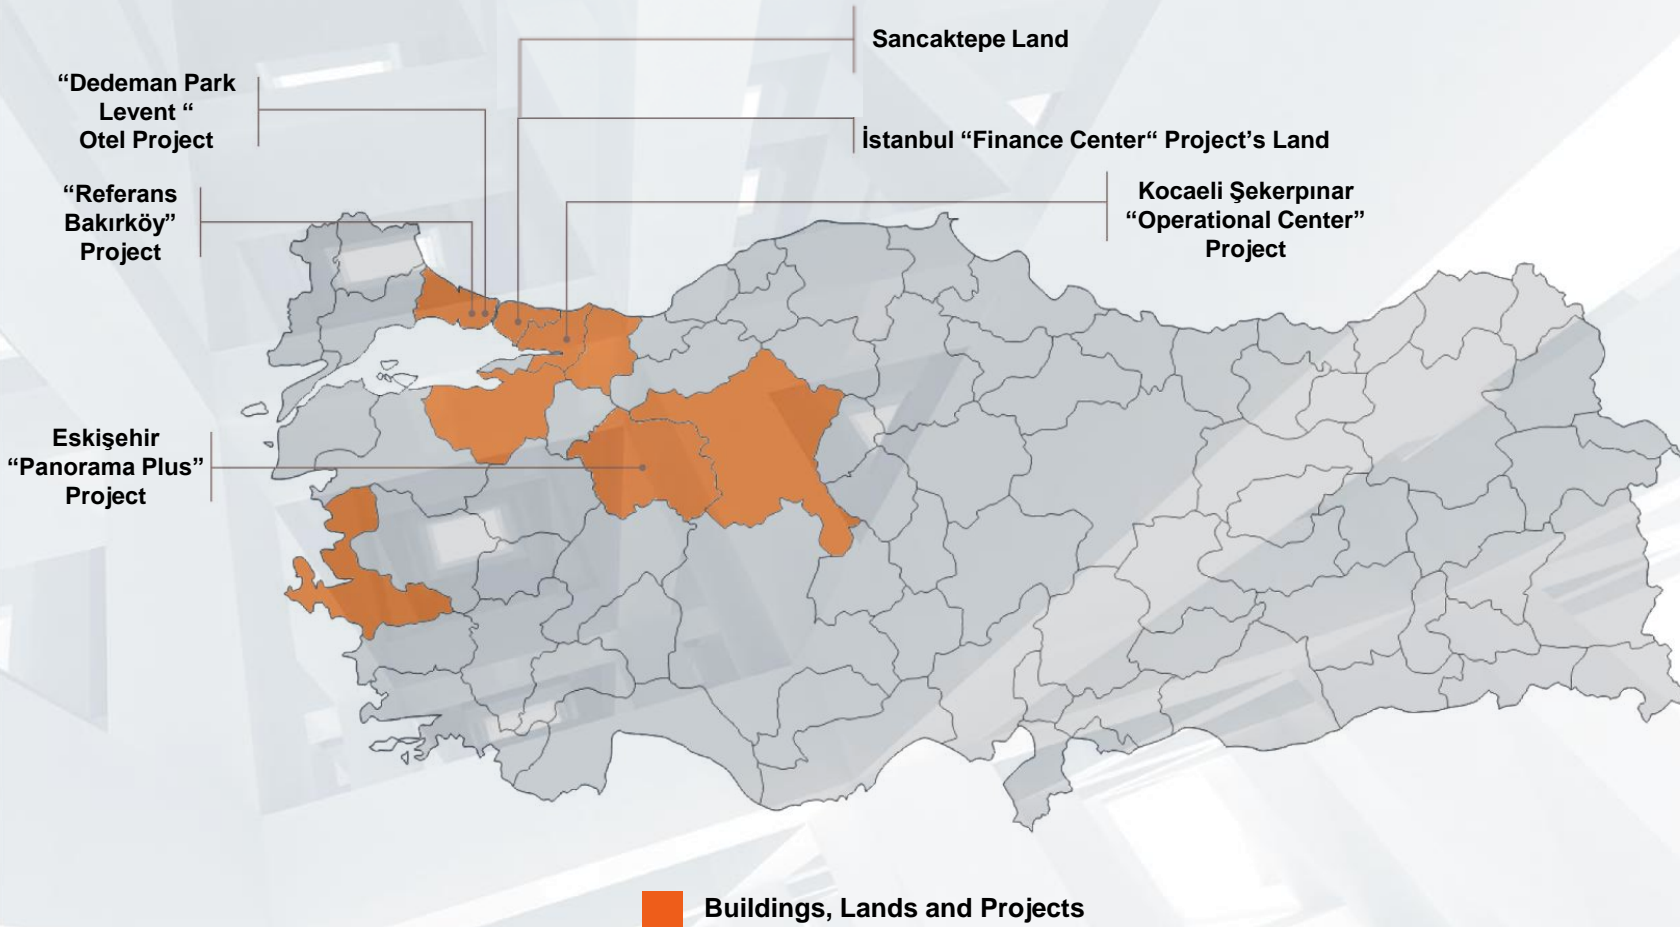 Sancaktepe Land
“Dedeman Park
Levent “
Otel Project
İstanbul “Finance Center“ Project’s Land
“Referans
Bakırköy”
Project
Kocaeli Şekerpınar
“Operational Center”
Project
Eskişehir
“Panorama Plus”
Project
Buildings, Lands and Projects